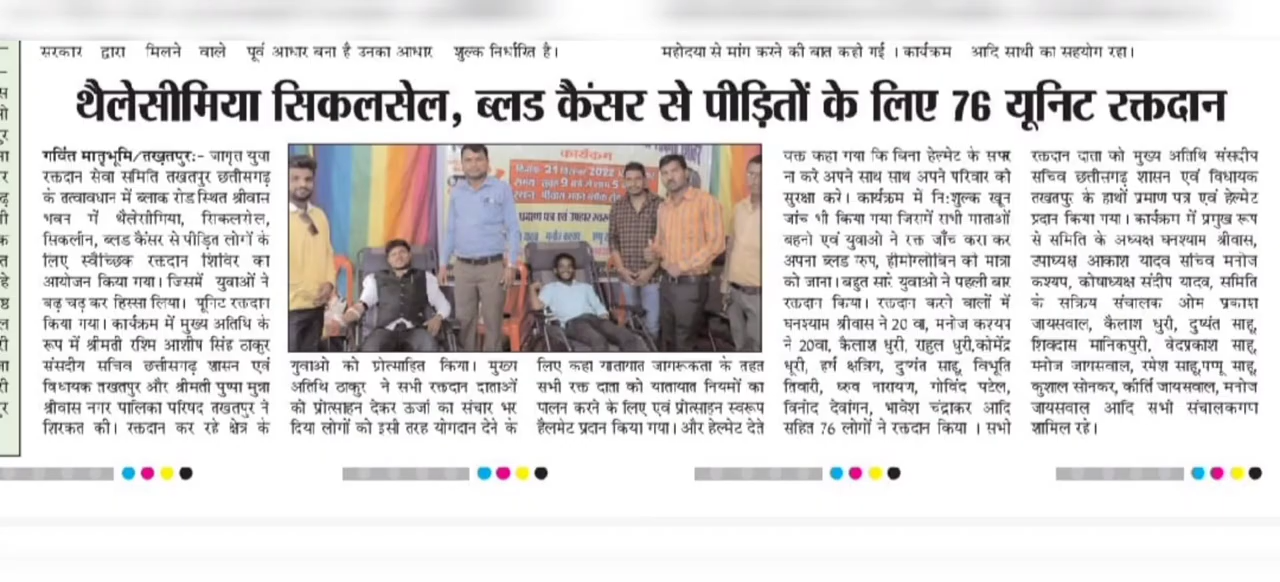 सरकार द्वारा मिलने वाले
पूर्व आधार बना है उनका आधार
शुल्क निर्धारित है।
महोदया से मांग करने की बात कही गई । कार्यक्रम
आदि साथी का सहयोग रहा।
थैलेसीमिया सिकलसेल, ब्लड कैंसर से पीड़ितों के लिए 76 यूनिट रक्तदान
गर्वित मातृभूमि/तखतपुर:- जागृत युवा
रक्तदान सेवा समिति तखतपुर छत्तीसगढ़
के तत्वावधान में ब्लाक रोड स्थित श्रीवास
भवन में थैलेसीमिया, सिकलसेल,
सिकलीन, ब्लड कैंसर से पीड़ित लोगों के
लिए स्वैच्छिक रक्तदान शिविर का
आयोजन किया गया। जिसमें युवाओं ने
बढ़ चढ़ कर हिस्सा लिया। यूनिट रक्तदान
किया गया। कार्यक्रम में मुख्य अतिथि के
रूप में श्रीमती रश्मि आशीष सिंह ठाकुर
संसदीय सचिव छत्तीसगढ़ शासन एवं
विधायक तखतपुर और श्रीमती पुष्पा मुन्ना
श्रीवास नगर पालिका परिषद तखतपुर ने
शिरकत की। रक्तदान कर रहे क्षेत्र के
कार्यक्रम
दिनांक 21 2022
समय
प्रमाण पत्र एवं उपहार
युवाओ को प्रोत्साहित किया। मुख्य
अतिथि ठाकुर ने सभी रक्तदान दाताओं
को प्रोत्साहन देकर ऊर्जा का संचार भर
दिया लोगों को इसी तरह योगदान देने के
लिए कहा यातायात जागरूकता के तहत
सभी रक्त दाता को यातायात नियमों का
पालन करने के लिए एवं प्रोत्साहन स्वरूप
हैलमेट प्रदान किया गया। और हेल्मेट देते
वक्त कहा गया कि बिना हेल्मेट के सफर
न करे अपने साथ साथ अपने परिवार को
सुरक्षा करे। कार्यक्रम में नि:शुल्क खून
जांच भी किया गया जिसमें सभी माताओं
बहनो एवं युवाओ ने रक्त जाँच करा कर
अपना ब्लड ग्रुप, हीमोग्लोबिन की मात्रा
को जाना। बहुत सारे युवाओ ने पहली बार
रक्तदान किया। रक्तदान करने वालों में
घनश्याम श्रीवास ने 20 वा, मनोज कश्यप
ने 20वा, कैलाश धुरी, राहुल धुरी,कोमेंद्र
धूरी, हर्ष क्षत्रिय, दुष्यंत साहू, विभूति
तिवारी, ध्रुव नारायण, गोविंद पटेल,
विनोद देवांगन, भावेश चंद्राकर आदि
सहित 76 लोगों ने रक्तदान किया । सभी
रक्तदान दाता को मुख्य अतिथि संसदीय
सचिव छत्तीसगढ़ शासन एवं विधायक
तखतपुर के हाथों प्रमाण पत्र एवं हेल्मेट
प्रदान किया गया। कार्यक्रम में प्रमुख रूप
से समिति के अध्यक्ष घनश्याम श्रीवास,
उपाध्यक्ष आकाश यादव सचिव मनोज
कश्यप, कोषाध्यक्ष संदीप यादव, समिति
के सक्रिय संचालक ओम प्रकाश
जायसवाल, कैलाश धुरी, दुष्यंत साहू,
शिवदास मानिकपुरी, वेदप्रकाश साहू,
मनोज जायसवाल, रमेश साहू,पप्पू साहू,
कुशाल सोनकर, कीर्ति जायसवाल, मनोज
जायसवाल आदि सभी संचालकगण
शामिल रहे।